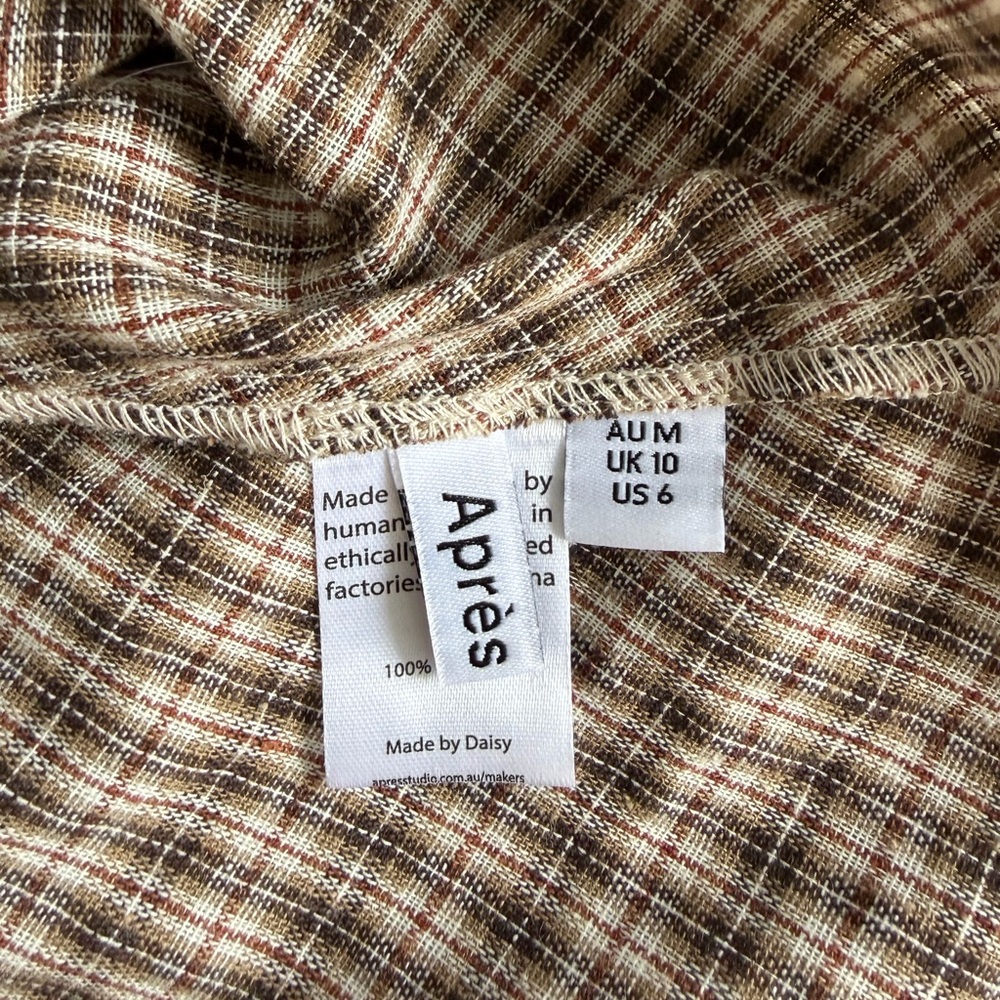 Made by
human in
ethically ed
factories na
100%
Made by Daisy
apresstudio.com.au/makers
Après
AU M
UK 10
US 6